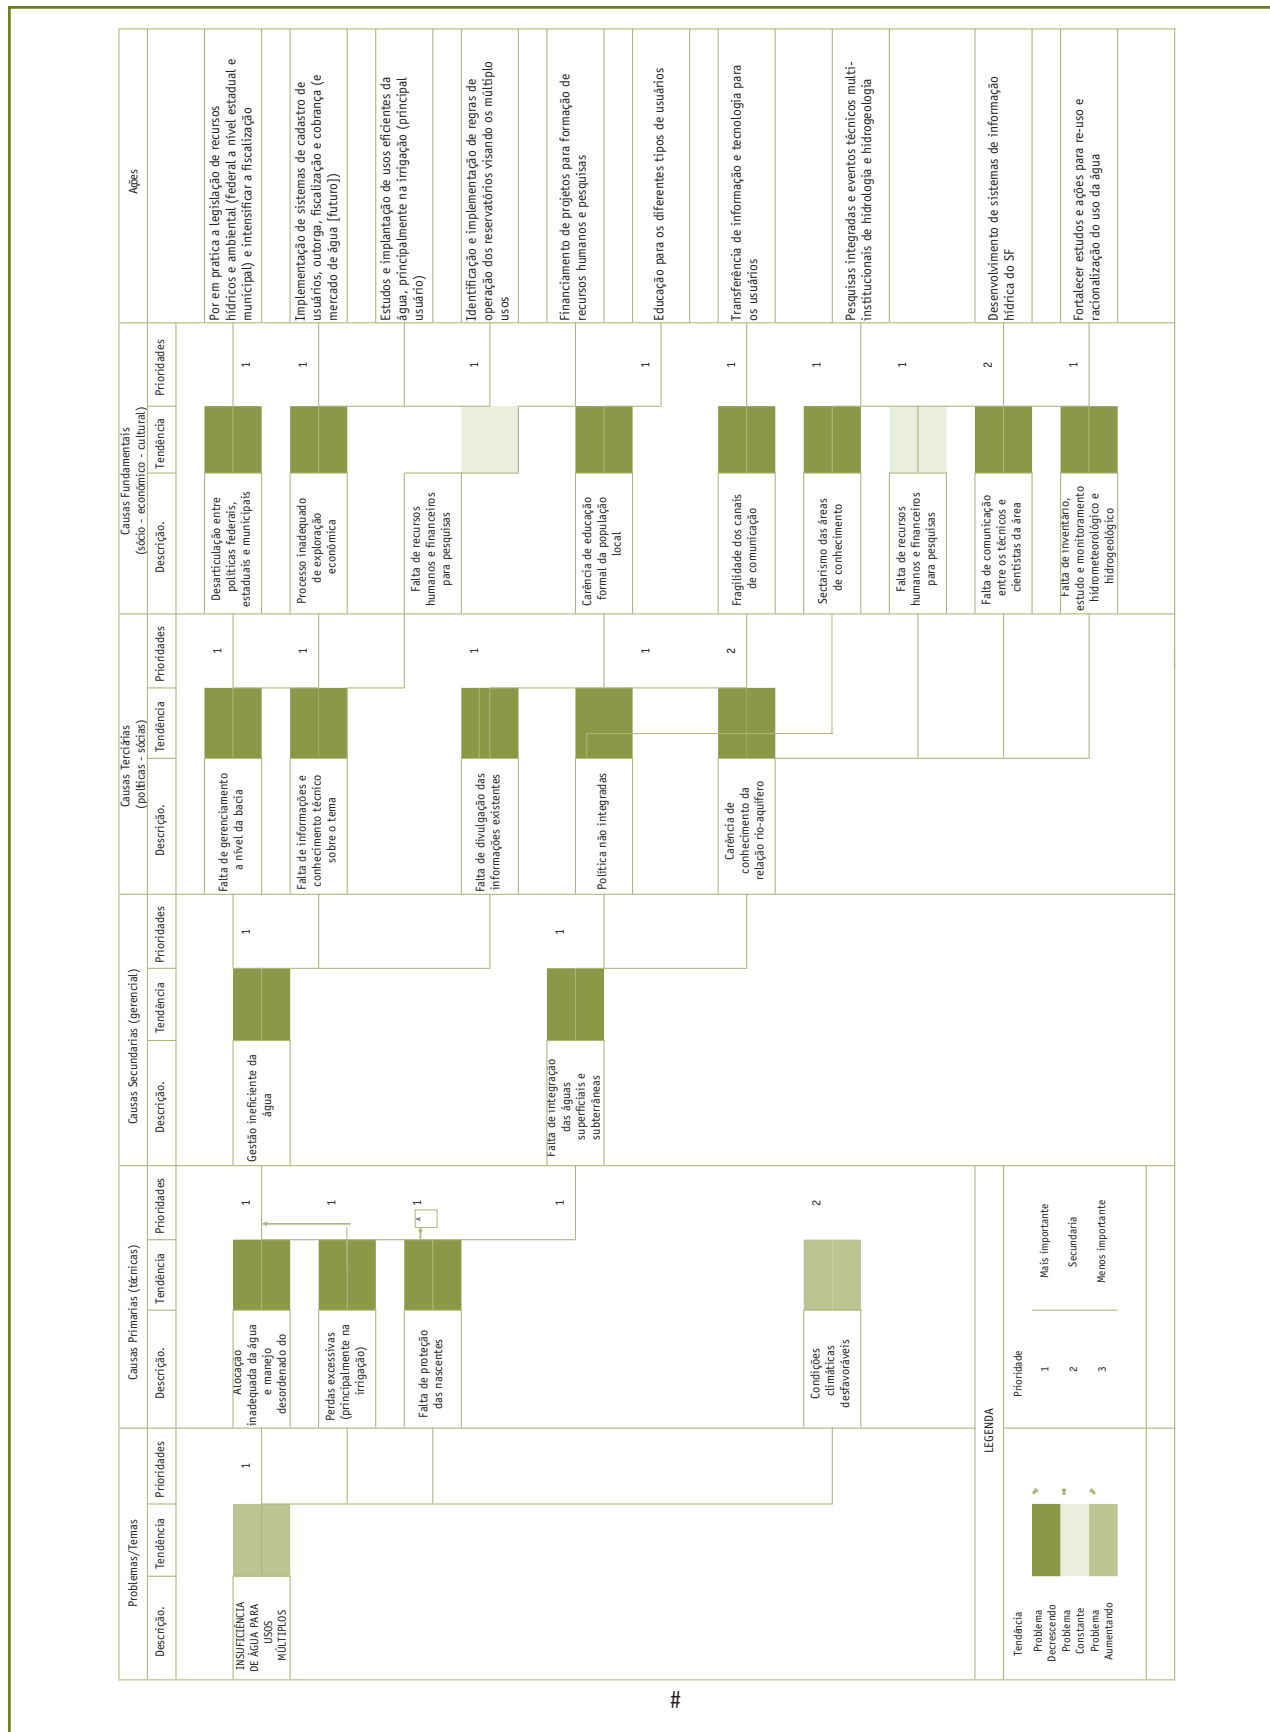 Problemas/Temas
Descrição.
Tendência
Prioridades
INSUFICIÊNCIA
DE ÁGUA PARA
USOS
MÚLTIPLOS
1
Causas Primarias (técnicas)
Descrição.
Tendência
Prioridades
Alocação
inadequada da água
e manejo
desordenado do
1
Perdas excessivas
(principalmente na
irrigação)
1
Falta de proteção
das nascentes
A
1
1
Condições
climáticas
desfavoráveis
2
Causas Secundarias (gerencial)
Descrição.
Tendência
Prioridades
Gestão ineficiente da
água
1
Falta de integração
das águas
superficiais e
subterrâneas
1
Causas Terciárias
(políticas - sócias)
Descrição.
Tendência
Prioridades
Falta de gerenciamento
a nível da bacia
1
Falta de informações e
conhecimento técnico
sobre o tema
1
Falta de divulgação das
informações existentes
1
Política não integradas
1
Carência de
conhecimento da
relação rio-aquífero
2
Causas Fundamentais
(sócio - econômico - cultural)
Descrição.
Tendência
Prioridades
Desarticulação entre
políticas federais,
estaduais e municipais
1
Processo inadequado
de exploração
econômica
1
Falta de recursos
humanos e financeiros
para pesquisas
1
Carência de educação
formal da população
local
1
Fragilidade dos canais
de comunicação
1
Sectarismo das áreas
de conhecimento
1
Falta de recursos
humanos e financeiros
para pesquisas
1
Falta de comunicação
entre os técnicos e
cientistas da área
2
Falta de inventário,
estudo e monitoramento
hidrometeorológico e
hidrogeológico
1
Ações
Por em pratica a legislação de recursos
hídricos e ambiental (federal a nível estadual e
municipal) e intensificar a fiscalização
Implementação de sistemas de cadastro de
usuários, outorga, fiscalização e cobrança (e
mercado de água [futuro])
Estudos e implantação de usos eficientes da
água, principalmente na irrigação (principal
usuário)
Identificação e implementação de regras de
operação dos reservatórios visando os múltiplo
usos
Financiamento de projetos para formação de
recursos humanos e pesquisas
Educação para os diferentes tipos de usuários
Transferência de informação e tecnologia para
os usuários
Pesquisas integradas e eventos técnicos multi-
institucionais de hidrologia e hidrogeologia
Desenvolvimento de sistemas de informação
hídrica do SF
Fortalecer estudos e ações para re-uso e
racionalização do uso da água
LEGENDA
Tendência
Problema
Decrescendo
Problema
Constante
Problema
Aumentando
Prioridade
1 Mais importante
2 Secundaria
3 Menos importante
#